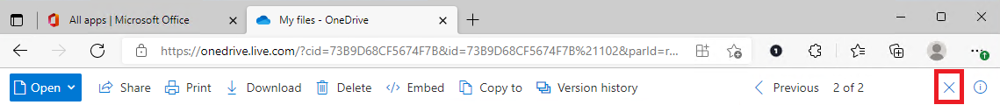 All apps | Microsoft Office
My files - OneDrive
https://onedrive.live.com/?cid=73B9D68CF5674F7B&id=73B9D68CF5674F7B%21102&parId=r...
1
Open Share Print Download Delete Embed Copy to Version history Previous 2 of 2